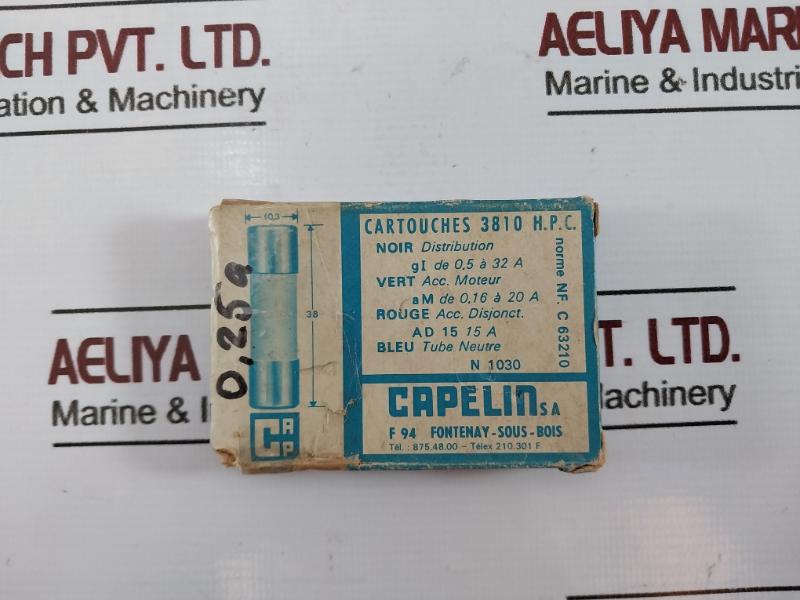 CH PVT. LTD.
ation & Machinery
AELIYA MAR
Marine & Industri
AELIYA
Marine &
T. LTD.
achinery
10,3
38
0,25a
CAP
CARTOUCHES 3810 H.P.C.
NOIR Distribution
gI de 0.5 à 32 A
VERT Acc. Moteur
aM de 0,16 à 20 A
ROUGE Acc. Disjonct.
AD 15 15 A
BLEU Tube Neutre
N 1030
norme NF. C 63210
CAPELIN SA
F 94 FONTENAY-SOUS-BOIS
Tél.: 875.48.00 - Télex 210.301 F